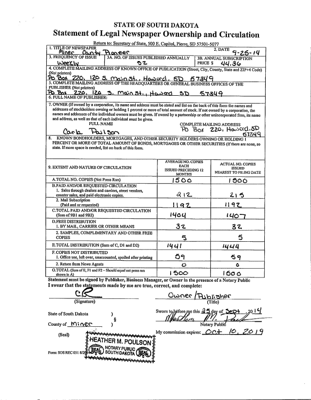 STATE OF SOUTH DAKOTA
Statement of Legal Newspaper Ownership and Circulation
Return to: Secretary of State, 500 E. Capitol, Pierre, SD 57501-5077
1. TITLE OF NEWSPAPER 2. DATE
Miner County Pioneer 9-25-14
3. FREQUENCY OF ISSUE 3A. NO. OF ISSUES PUBLISHED ANNUALLY 3B. ANNUAL SUBSCRIPTION
Weekly 52 PRICE $ 44.36
4. COMPLETE MAILING ADDRESS OF KNOWN OFFICE OF PUBLICATION (Street, City, County, State and ZIP+4 Code)
(Not printers)
PO Box 220, 120 S. Main St., Howard, SD 57349
5. COMPLETE MAILING ADDRESS OF THE HEADQUARTERS OF GENERAL BUSINESS OFFICES OF THE
PUBLISHER (Not printers)
PO Box 220, 120 S. Main St., Howard SD 57349
6. FULL NAME OF PUBLISHER:
7. OWNER (If owned by a corporation, its name and address must be stated and list on the back of this form the names and
addresses of stockholders owning or holding 1 percent or more of total amount of stock. If not owned by a corporation, the
names and addresses of the individual owners must be given. If owned by a partnership or other unincorporated firm, its name
and address, as well as that of each individual must be given.
FULL NAME COMPLETE MAILING ADDRESS
Carla Poulson PO Box 220, Howard, SD
57349
8. KNOWN BONDHOLDERS, MORTGAGES, AND OTHER SECURITY HOLDERS OWNING OR HOLDING 1
PERCENT OR MORE OF TOTAL AMOUNT OF BONDS, MORTGAGES OR OTHER SECURITIES (If there are none, so
state. If more space is needed, list on back of this form.
9. EXTENT AND NATURE OF CIRCULATION
AVERAGE NO. COPIES
EACH
ISSUES PRECEDING 12
MONTHS
ACTUAL NO. COPIES
ISSUED
NEAREST TO FILING DATE
A. TOTAL NO. COPIES (Net Press Run) 1500 1500
B. PAID AND/OR REQUESTED CIRCULATION
1. Sales through dealers and carriers, street vendors,
counter sales, and paid electronic copies. 212 215
2. Mail Subscription
(Paid and or requested) 1192 1192
C. TOTAL PAID AND/OR REQUESTED CIRCULATION
(Sum of 9B1 and 9B2) 1404 1407
D. FREE DISTRIBUTION
1. BY MAIL, CARRIER OR OTHER MEANS 32 32
2. SAMPLES, COMPLIMENTARY AND OTHER FREE
COPIES 5 5
E. TOTAL DISTRIBUTION (Sum of C, D1 and D2) 1441 1444
F. COPIES NOT DISTRIBUTED
1. Office use, left over, unaccounted, spoiled after printing 59 59
2. Return from News Agents 0 0
G. TOTAL (Sum of E, F1 and F2 – Should equal net press run
shown in A) 1500 1500
Statement must be signed by Publisher, Business Manager, or Owner in the presence of a Notary Public
I swear that the statements made by me are true, correct, and complete:
Owner/Publisher
(Signature) (Title)
State of South Dakota ) Sworn to before me this 25 day of Sept, 2014
County of Miner ) Notary Public
(Seal) My commission expires: Oct 10, 2019
HEATHER M. POULSON
NOTARY PUBLIC
SOUTH DAKOTA
SEAL SEAL